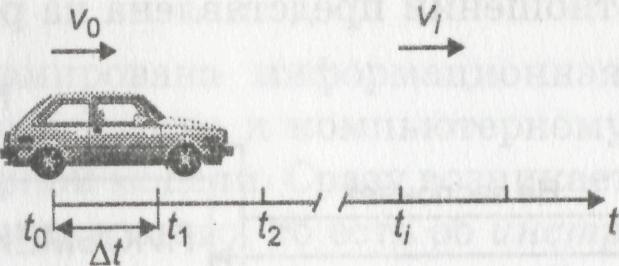 v₀ vᵢ
t₀ t₁ t₂ tᵢ t
Δt